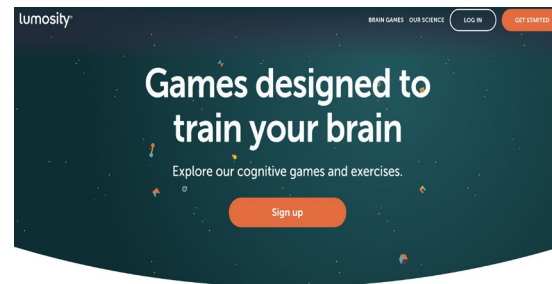 lumosity
BRAIN GAMES OUR SCIENCE LOG IN GET STARTED
Games designed to
train your brain
Explore our cognitive games and exercises.
Sign up